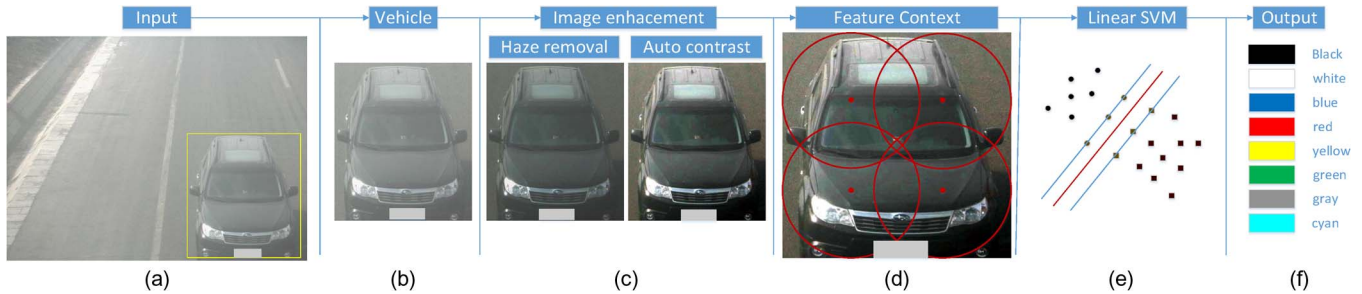 Input
Vehicle
Image enhacement
Feature Context
Linear SVM
Output
Haze removal
Auto contrast
Black
white
blue
red
yellow
green
gray
cyan
(a)
(b)
(c)
(d)
(e)
(f)